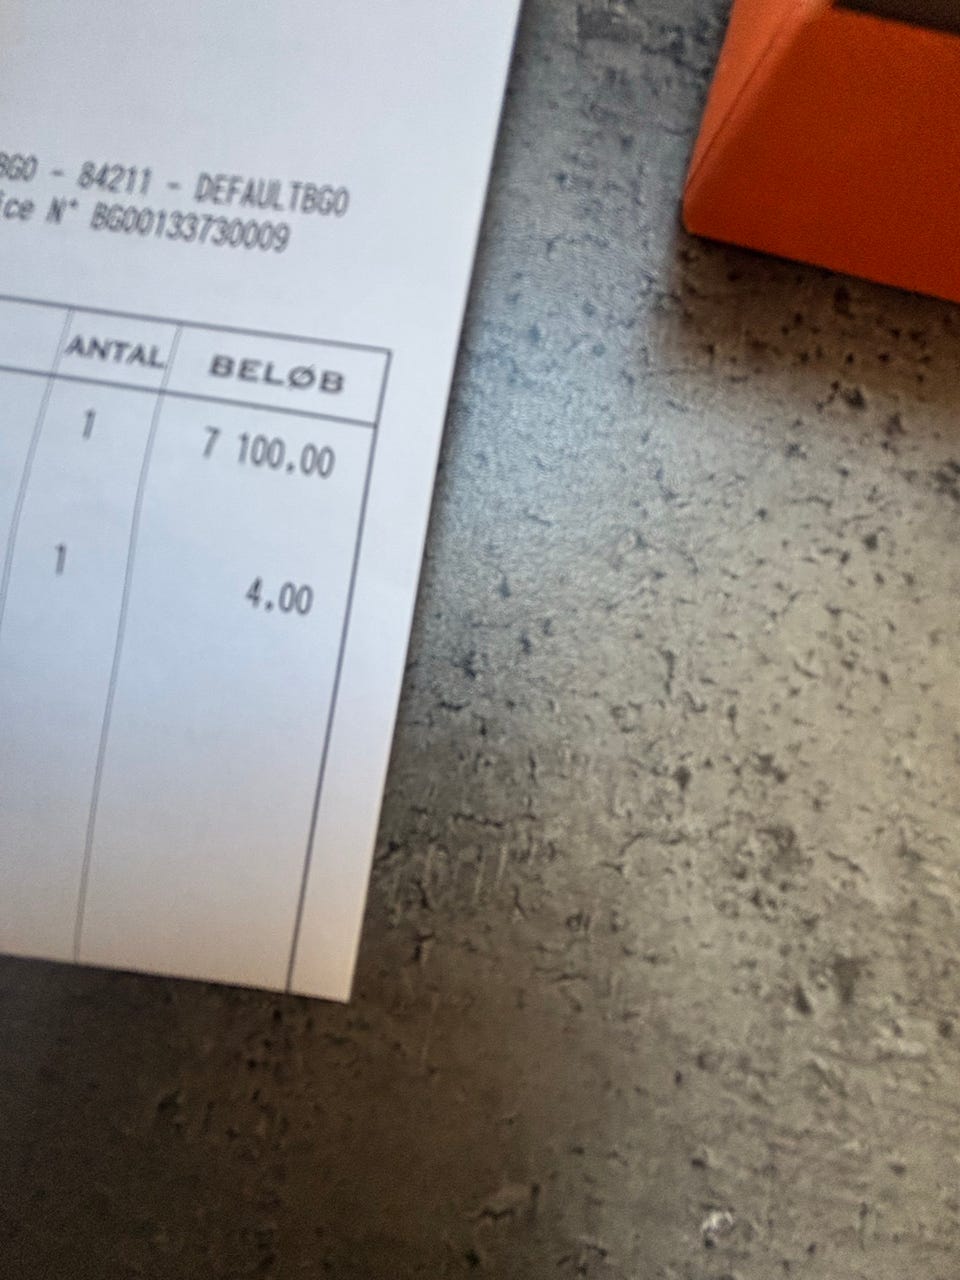 BGO - 84211 - DEFAULTBGO
ice N° BG00133730009
ANTAL BELØB
1 7 100.00
1 4.00